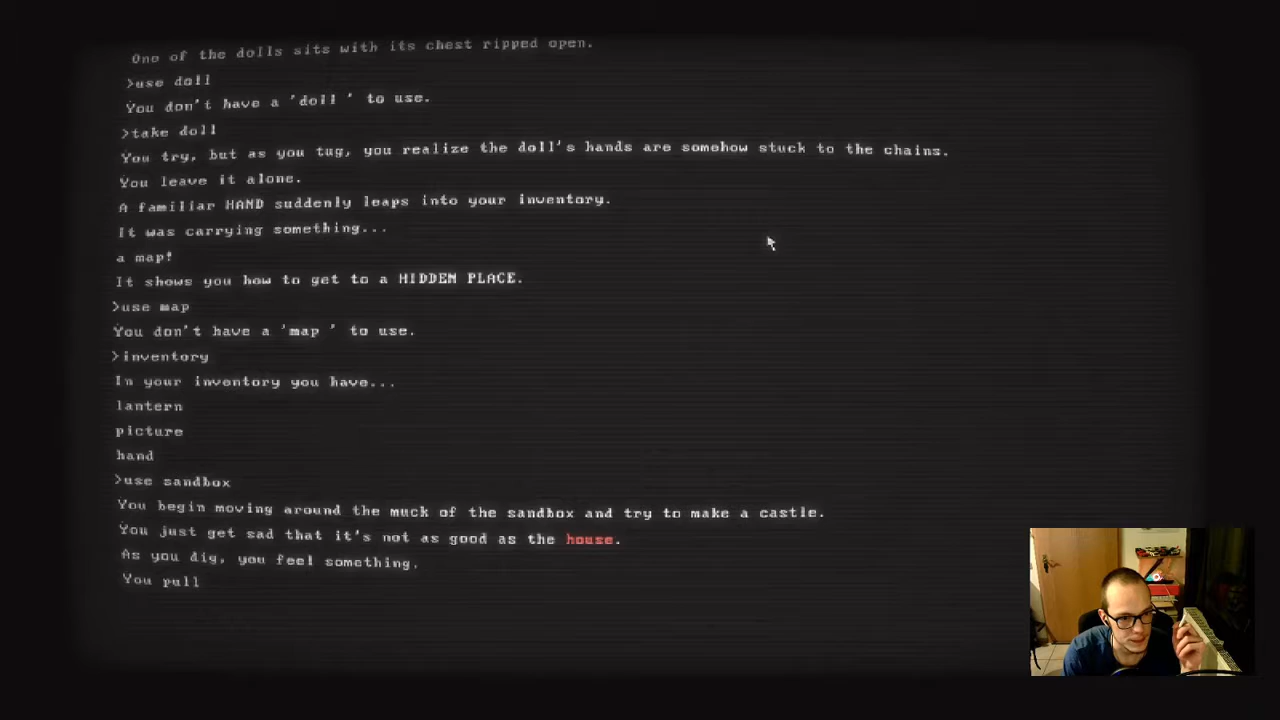 One of the dolls sits with its chest ripped open.
>use doll
You don't have a 'doll ' to use.
>take doll
You try, but as you tug, you realize the doll's hands are somehow stuck to the chains.
You leave it alone.
A familiar HAND suddenly leaps into your inventory.
It was carrying something...
a map!
It shows you how to get to a HIDDEN PLACE.
>use map
You don't have a 'map ' to use.
>inventory
In your inventory you have...
lantern
picture
hand
>use sandbox
You begin moving around the muck of the sandbox and try to make a castle.
You just get sad that it's not as good as the house.
As you dig, you feel something.
You pull